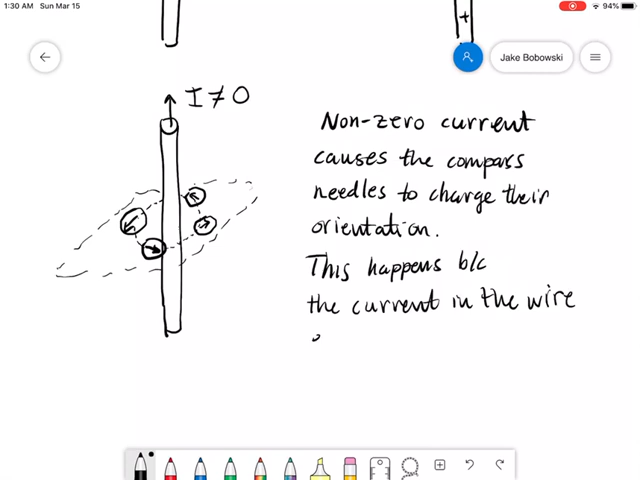 1:30 AM Sun Mar 15
94%
+
Jake Bobowski
I ≠ 0
Non-zero current
causes the compass
needles to change their
orientation.
This happens b/c
the current in the wire